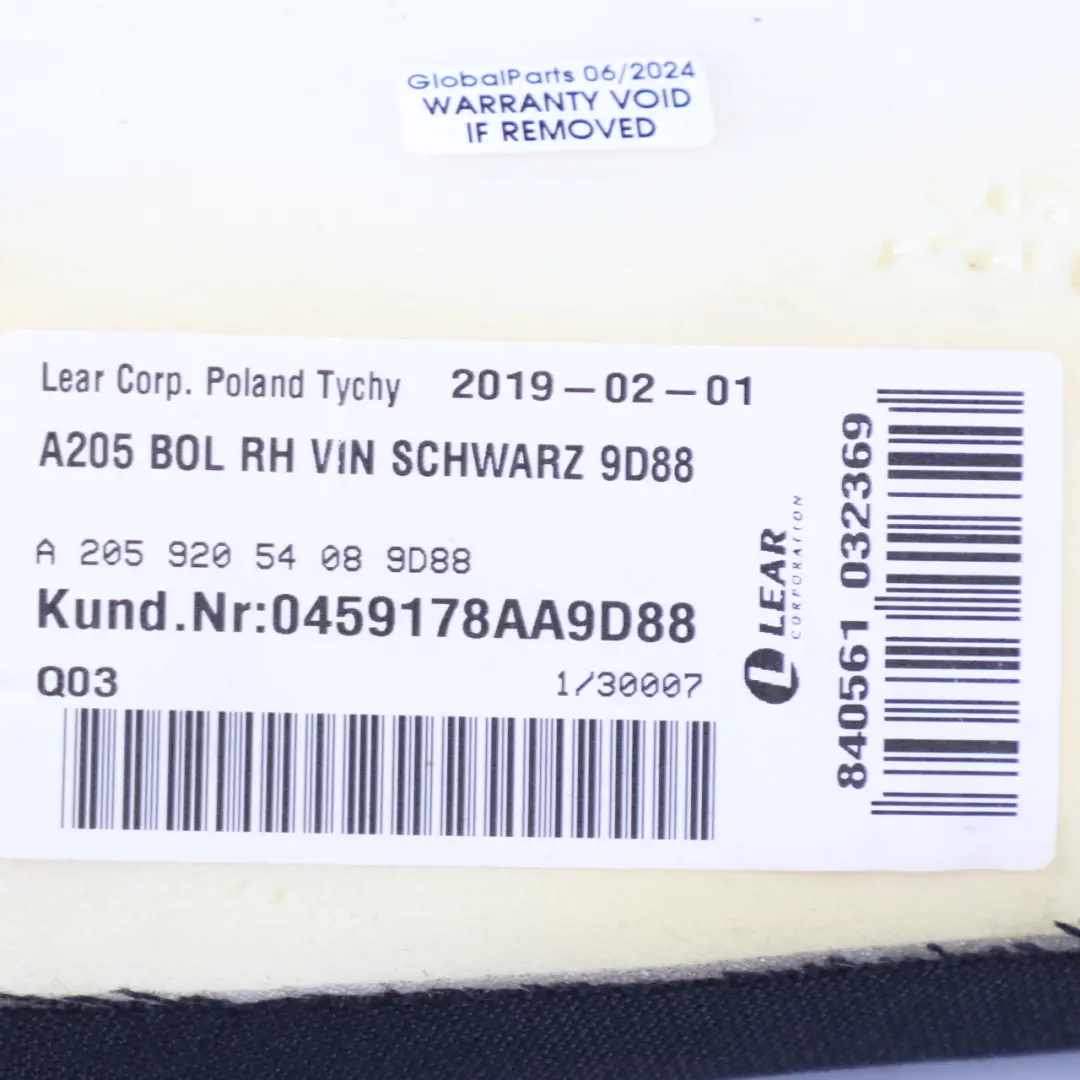 GlobalParts 06/2024
WARRANTY VOID
IF REMOVED
Lear Corp. Poland Tychy 2019-02-01
A205 BOL RH VIN SCHWARZ 9D88
A 205 920 54 08 9D88
Kund.Nr:0459178AA9D88
Q03 1/30007
LEAR
CORPORATION
840561 032369